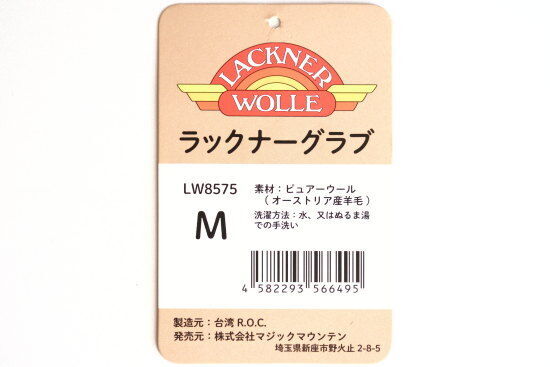 LACKNER
WOLLE
ラックナーグラブ
LW8575
M
素材：ピュアーウール
（オーストリア産羊毛）
洗濯方法：水、又はぬるま湯
での手洗い
4 582293 566495
製造元：台湾 R.O.C.
発売元：株式会社マジックマウンテン
埼玉県新座市野火止 2-8-5